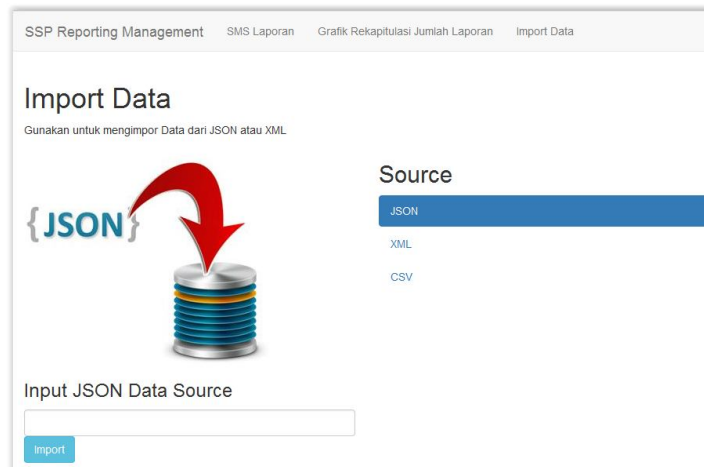 SSP Reporting Management SMS Laporan Grafik Rekapitulasi Jumlah Laporan Import Data
Import Data
Gunakan untuk mengimpor Data dari JSON atau XML
{JSON}
Source
JSON
XML
CSV
Input JSON Data Source
Import